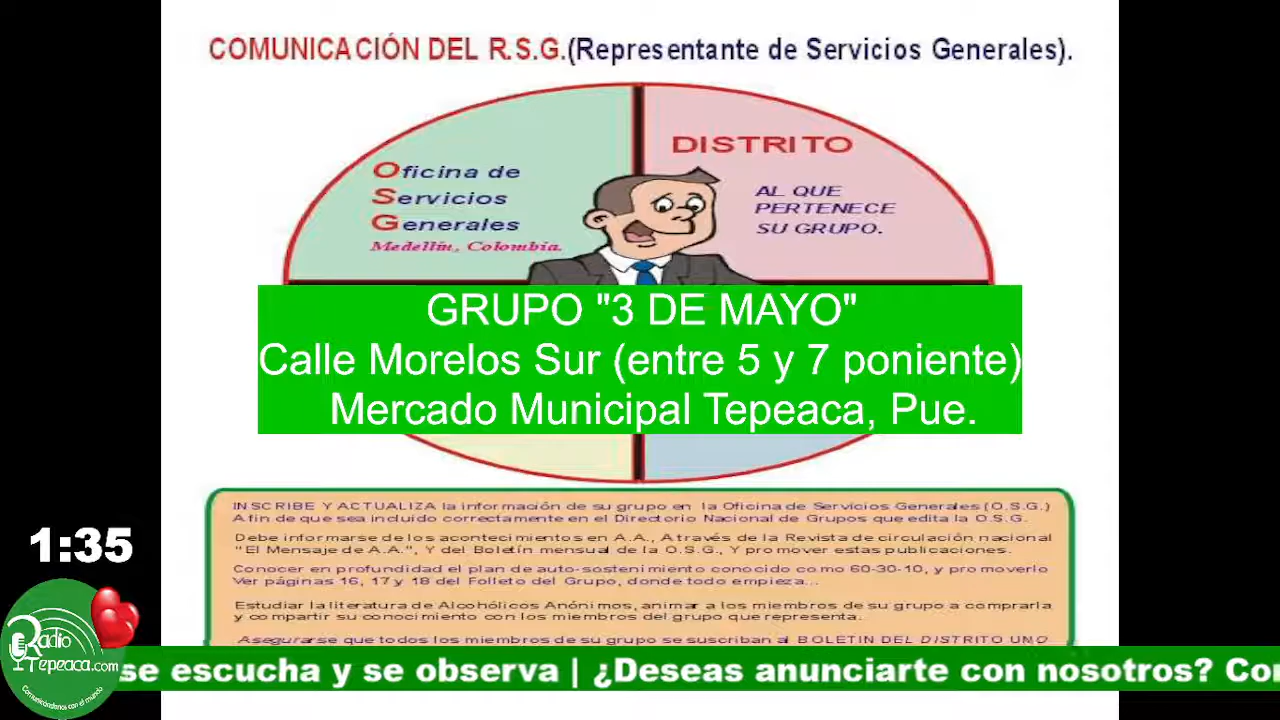 COMUNICACIÓN DEL R.S.G.(Representante de Servicios Generales).
Oficina de
Servicios
Generales
Medellín, Colombia.
DISTRITO
AL QUE
PERTENECE
SU GRUPO.
GRUPO "3 DE MAYO"
Calle Morelos Sur (entre 5 y 7 poniente)
Mercado Municipal Tepeaca, Pue.
INSCRIBE Y ACTUALIZA la información de su grupo en la Oficina de Servicios Generales (O.S.G.)
A fin de que sea incluido correctamente en el Directorio Nacional de Grupos que edita la O.S.G.
Debe informarse de los acontecimientos en A.A., A través de la Revista de circulación nacional
"El Mensaje de A.A.", Y del Boletín mensual de la O.S.G., Y promover estas publicaciones.
Conocer en profundidad el plan de auto-sostenimiento conocido como 60-30-10, y promoverlo
Ver páginas 16, 17 y 18 del Folleto del Grupo, donde todo empieza...
Estudiar la literatura de Alcohólicos Anónimos, animar a los miembros de su grupo a comprarla
y compartir su conocimiento con los miembros del grupo que representa.
Asegurarse que todos los miembros de su grupo se suscriban al BOLETIN DEL DISTRITO UNO
1:35
Radio
Tepeaca.com
Comunicandonos con el mundo
se escucha y se observa | ¿Deseas anunciarte con nosotros? Con